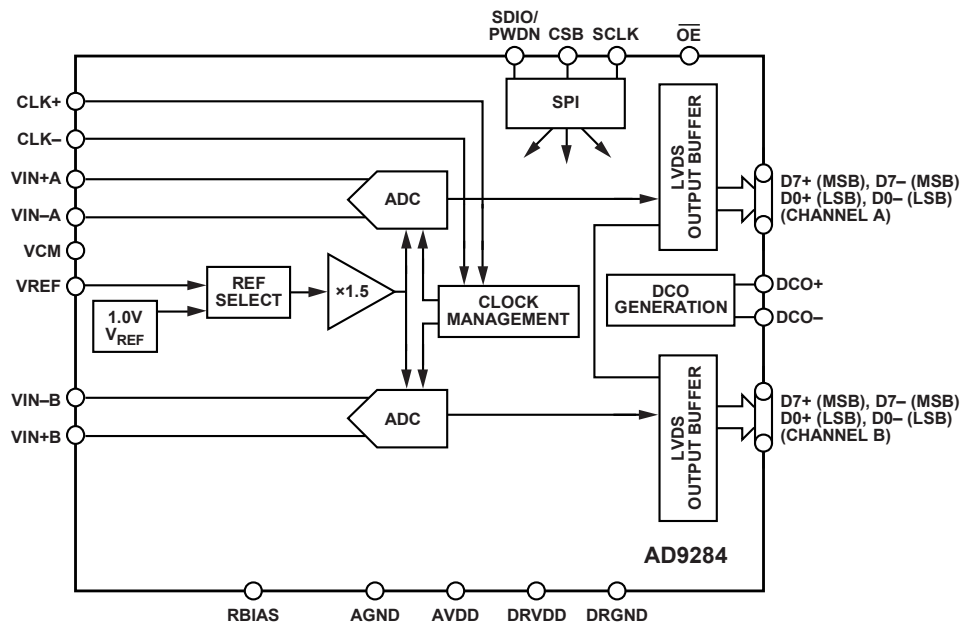 SDIO/
PWDN
CSB
SCLK
OE
CLK+
CLK–
VIN+A
VIN–A
VCM
VREF
VIN–B
VIN+B
SPI
ADC
REF
SELECT
×1.5
1.0V
VREF
CLOCK
MANAGEMENT
ADC
LVDS
OUTPUT BUFFER
DCO
GENERATION
LVDS
OUTPUT BUFFER
D7+ (MSB), D7– (MSB)
D0+ (LSB), D0– (LSB)
(CHANNEL A)
DCO+
DCO–
D7+ (MSB), D7– (MSB)
D0+ (LSB), D0– (LSB)
(CHANNEL B)
AD9284
RBIAS
AGND
AVDD
DRVDD
DRGND